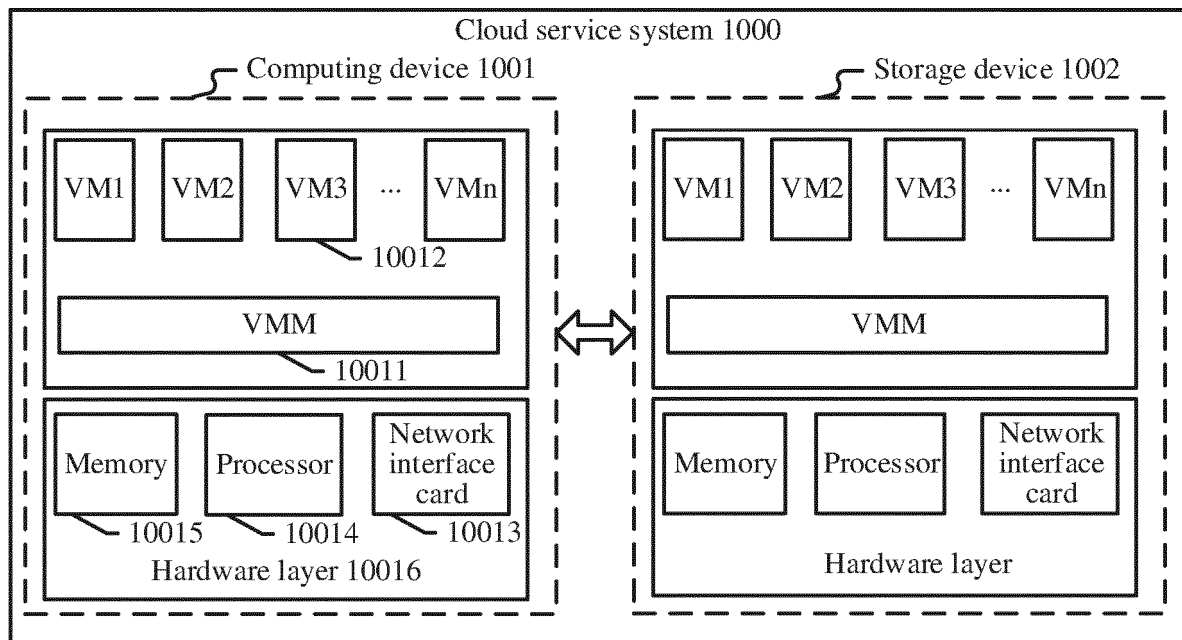 Cloud service system 1000
Computing device 1001
VM1 VM2 VM3 ... VMn
10012
VMM
10011
Memory Processor Network interface card
10015 10014 10013
Hardware layer 10016
Storage device 1002
VM1 VM2 VM3 ... VMn
VMM
Memory Processor Network interface card
Hardware layer